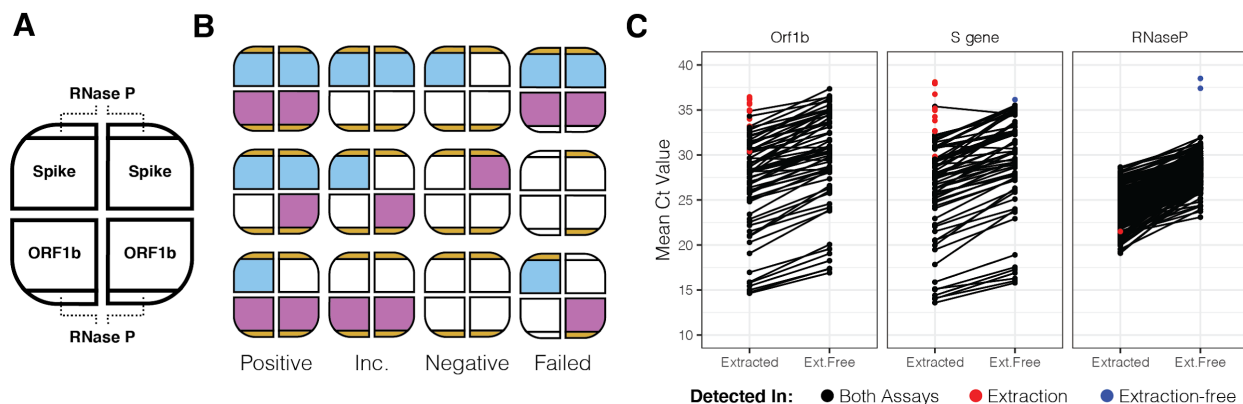 A
RNase P
Spike
Spike
ORF1b
ORF1b
RNase P
B
Positive
Inc.
Negative
Failed
C
Orf1b
S gene
RNaseP
Mean Ct Value
40
35
30
25
20
15
10
Extracted
Ext.Free
Extracted
Ext.Free
Extracted
Ext.Free
Detected In:
Both Assays
Extraction
Extraction-free